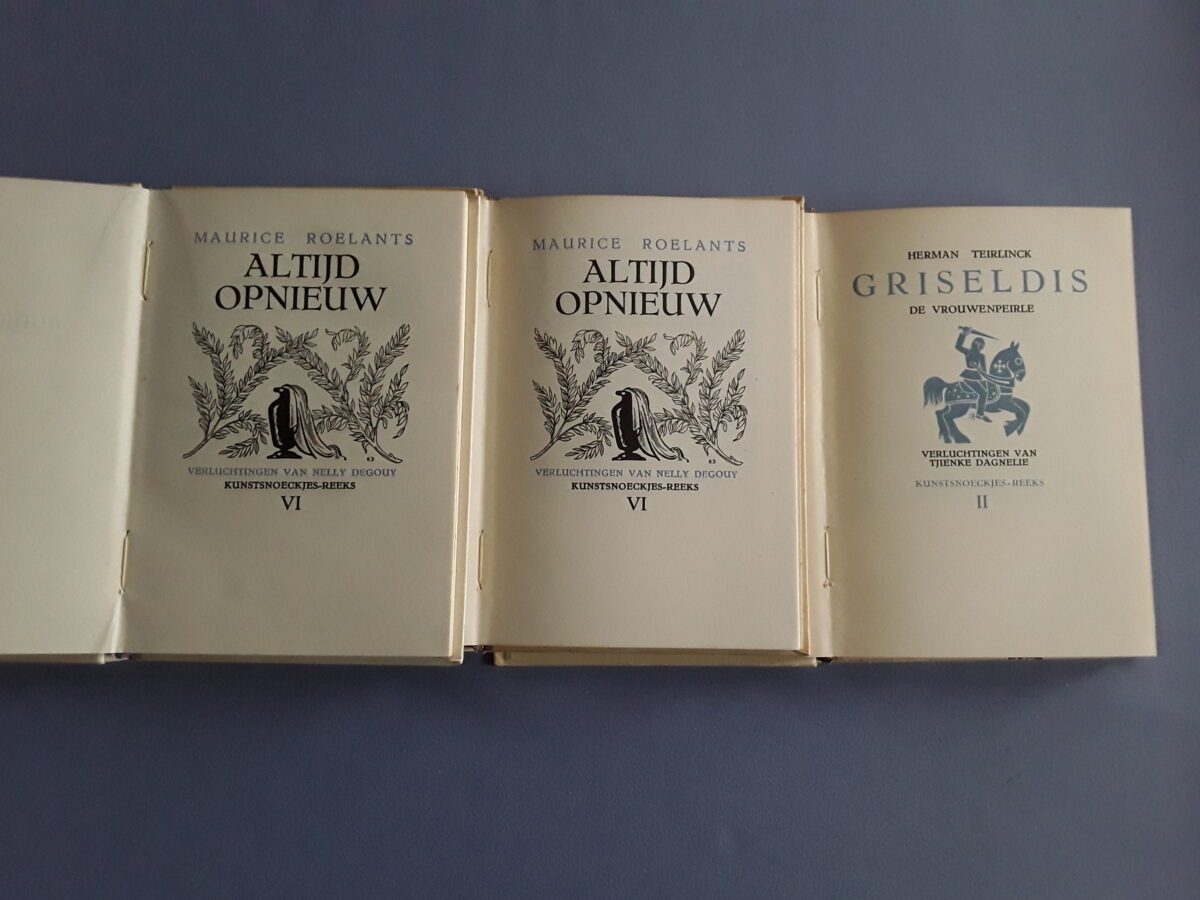 MAURICE ROELANTS
ALTIJD
OPNIEUW
VERLUCHTINGEN VAN NELLY DEGOUY
KUNSTSNOECKJES-REEKS
VI
MAURICE ROELANTS
ALTIJD
OPNIEUW
VERLUCHTINGEN VAN NELLY DEGOUY
KUNSTSNOECKJES-REEKS
VI
HERMAN TEIRLINCK
GRISELDIS
DE VROUWENPEIRLE
VERLUCHTINGEN VAN
TJIENKE DAGNELIE
KUNSTSNOECKJES-REEKS
II